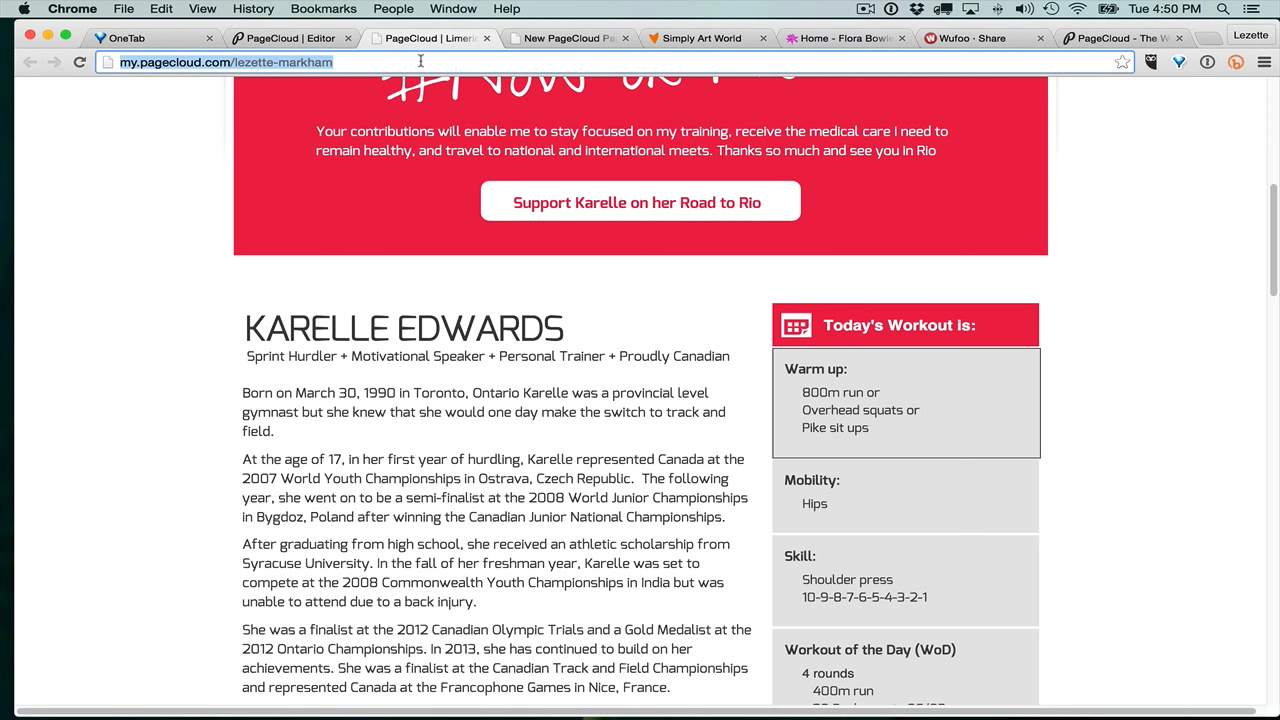 Chrome File Edit View History Bookmarks People Window Help Tue 4:50 PM
OneTab PageCloud | Editor PageCloud | Limeric New PageCloud Pa Simply Art World Home - Flora Bowle Wufoo · Share PageCloud - The W Lezette
my.pagecloud.com/lezette-markham
Your contributions will enable me to stay focused on my training, receive the medical care I need to
remain healthy, and travel to national and international meets. Thanks so much and see you in Rio
Support Karelle on her Road to Rio
KARELLE EDWARDS
Sprint Hurdler + Motivational Speaker + Personal Trainer + Proudly Canadian
Born on March 30, 1990 in Toronto, Ontario Karelle was a provincial level
gymnast but she knew that she would one day make the switch to track and
field.
At the age of 17, in her first year of hurdling, Karelle represented Canada at the
2007 World Youth Championships in Ostrava, Czech Republic. The following
year, she went on to be a semi-finalist at the 2008 World Junior Championships
in Bygdoz, Poland after winning the Canadian Junior National Championships.
After graduating from high school, she received an athletic scholarship from
Syracuse University. In the fall of her freshman year, Karelle was set to
compete at the 2008 Commonwealth Youth Championships in India but was
unable to attend due to a back injury.
She was a finalist at the 2012 Canadian Olympic Trials and a Gold Medalist at the
2012 Ontario Championships. In 2013, she has continued to build on her
achievements. She was a finalist at the Canadian Track and Field Championships
and represented Canada at the Francophone Games in Nice, France.
Today's Workout is:
Warm up:
800m run or
Overhead squats or
Pike sit ups
Mobility:
Hips
Skill:
Shoulder press
10-9-8-7-6-5-4-3-2-1
Workout of the Day (WoD)
4 rounds
400m run